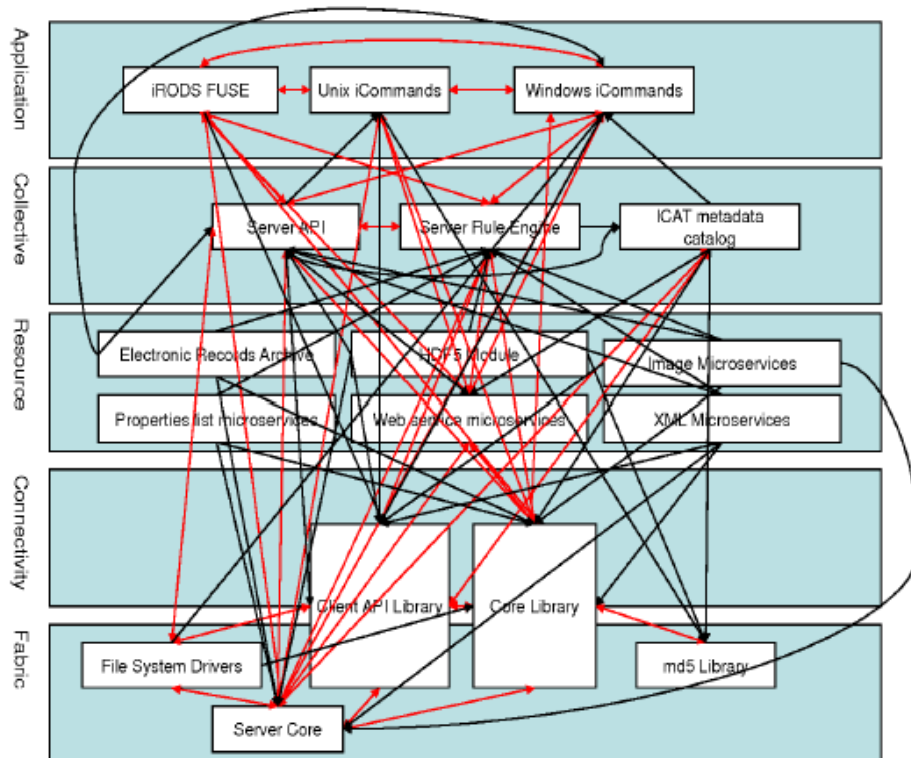 Application
iRODS FUSE
Unix iCommands
Windows iCommands
Collective
Server API
Server Rule Engine
ICAT metadata
catalog
Resource
Electronic Records Archive
HDF5 Module
Image Microservices
Properties list microservices
Web service microservices
XML Microservices
Connectivity
Client API Library
Core Library
Fabric
File System Drivers
md5 Library
Server Core